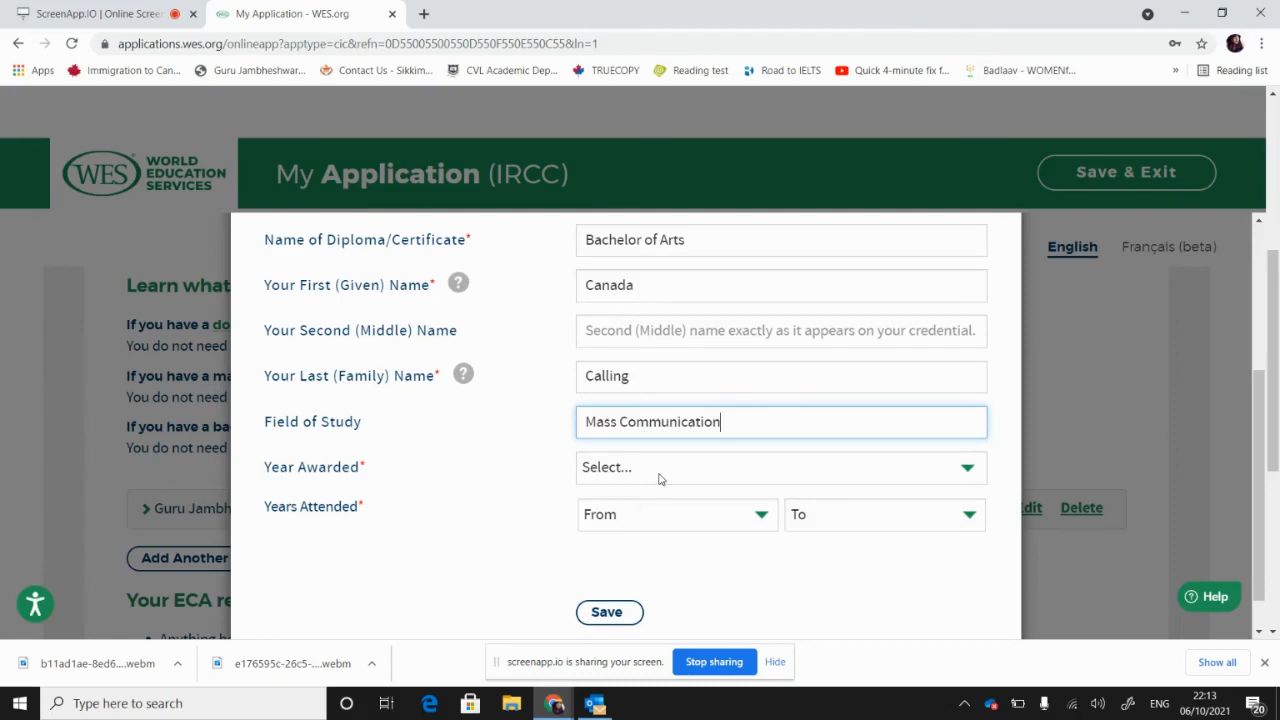 ScreenApp.IO | Online Scree
My Application - WES.org
applications.wes.org/onlineapp?apptype=cic&refn=0D55005500550D550F550E550C55&ln=1
Apps
Immigration to Can...
Guru Jambheshwar...
Contact Us - Sikkim...
CVL Academic Dep...
TRUECOPY
Reading test
Road to IELTS
Quick 4-minute fix f...
Badlaav - WOMENf...
»
Reading list
WES
WORLD
EDUCATION
SERVICES
My Application (IRCC)
Save & Exit
English
Français (beta)
Learn what
If you have a do
You do not need
If you have a ma
You do not need
If you have a ba
You do not need
Name of Diploma/Certificate*
Bachelor of Arts
Your First (Given) Name* ?
Canada
Your Second (Middle) Name
Second (Middle) name exactly as it appears on your credential.
Your Last (Family) Name* ?
Calling
Field of Study
Mass Communication
Year Awarded*
Select...
Years Attended*
From
To
Guru Jambh
dit
Delete
Add Another
Save
Help
Your ECA re
Anything b
b11ad1ae-8ed6....webm
e176595c-26c5-....webm
screenapp.io is sharing your screen.
Stop sharing
Hide
Show all
Type here to search
ENG
22:13
06/10/2021
20